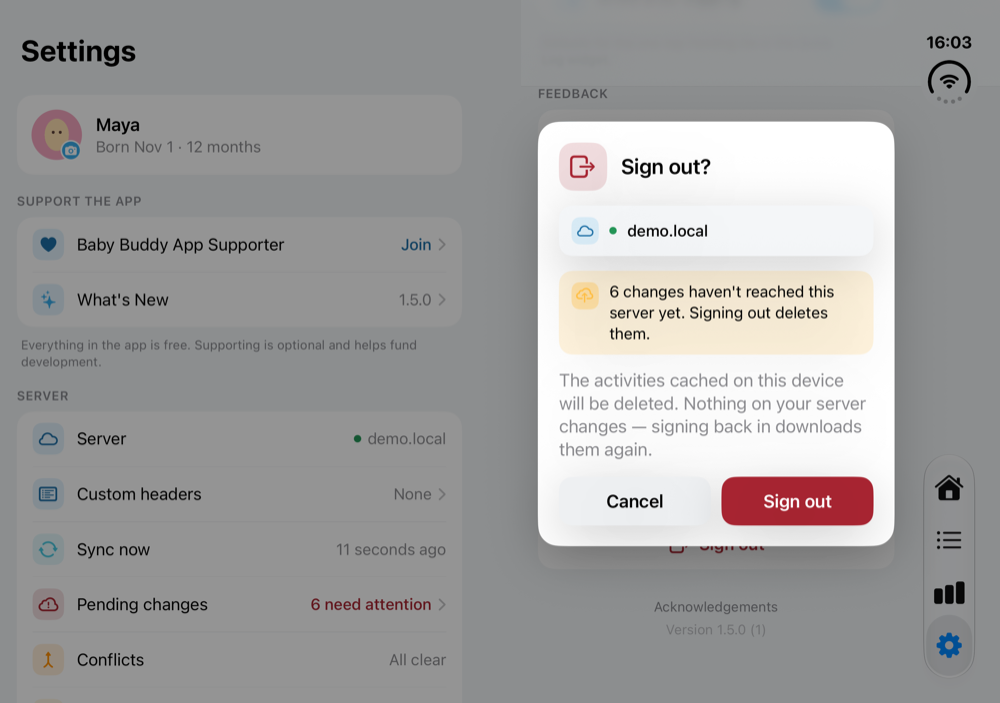 Settings
Maya
Born Nov 1 · 12 months
SUPPORT THE APP
Baby Buddy App Supporter
Join
What's New
1.5.0
Everything in the app is free. Supporting is optional and helps fund
development.
SERVER
Server
demo.local
Custom headers
None
Sync now
11 seconds ago
Pending changes
6 need attention
Conflicts
All clear
16:03
FEEDBACK
Sign out?
demo.local
6 changes haven't reached this
server yet. Signing out deletes
them.
The activities cached on this device
will be deleted. Nothing on your server
changes — signing back in downloads
them again.
Cancel
Sign out
Sign out
Acknowledgements
Version 1.5.0 (1)